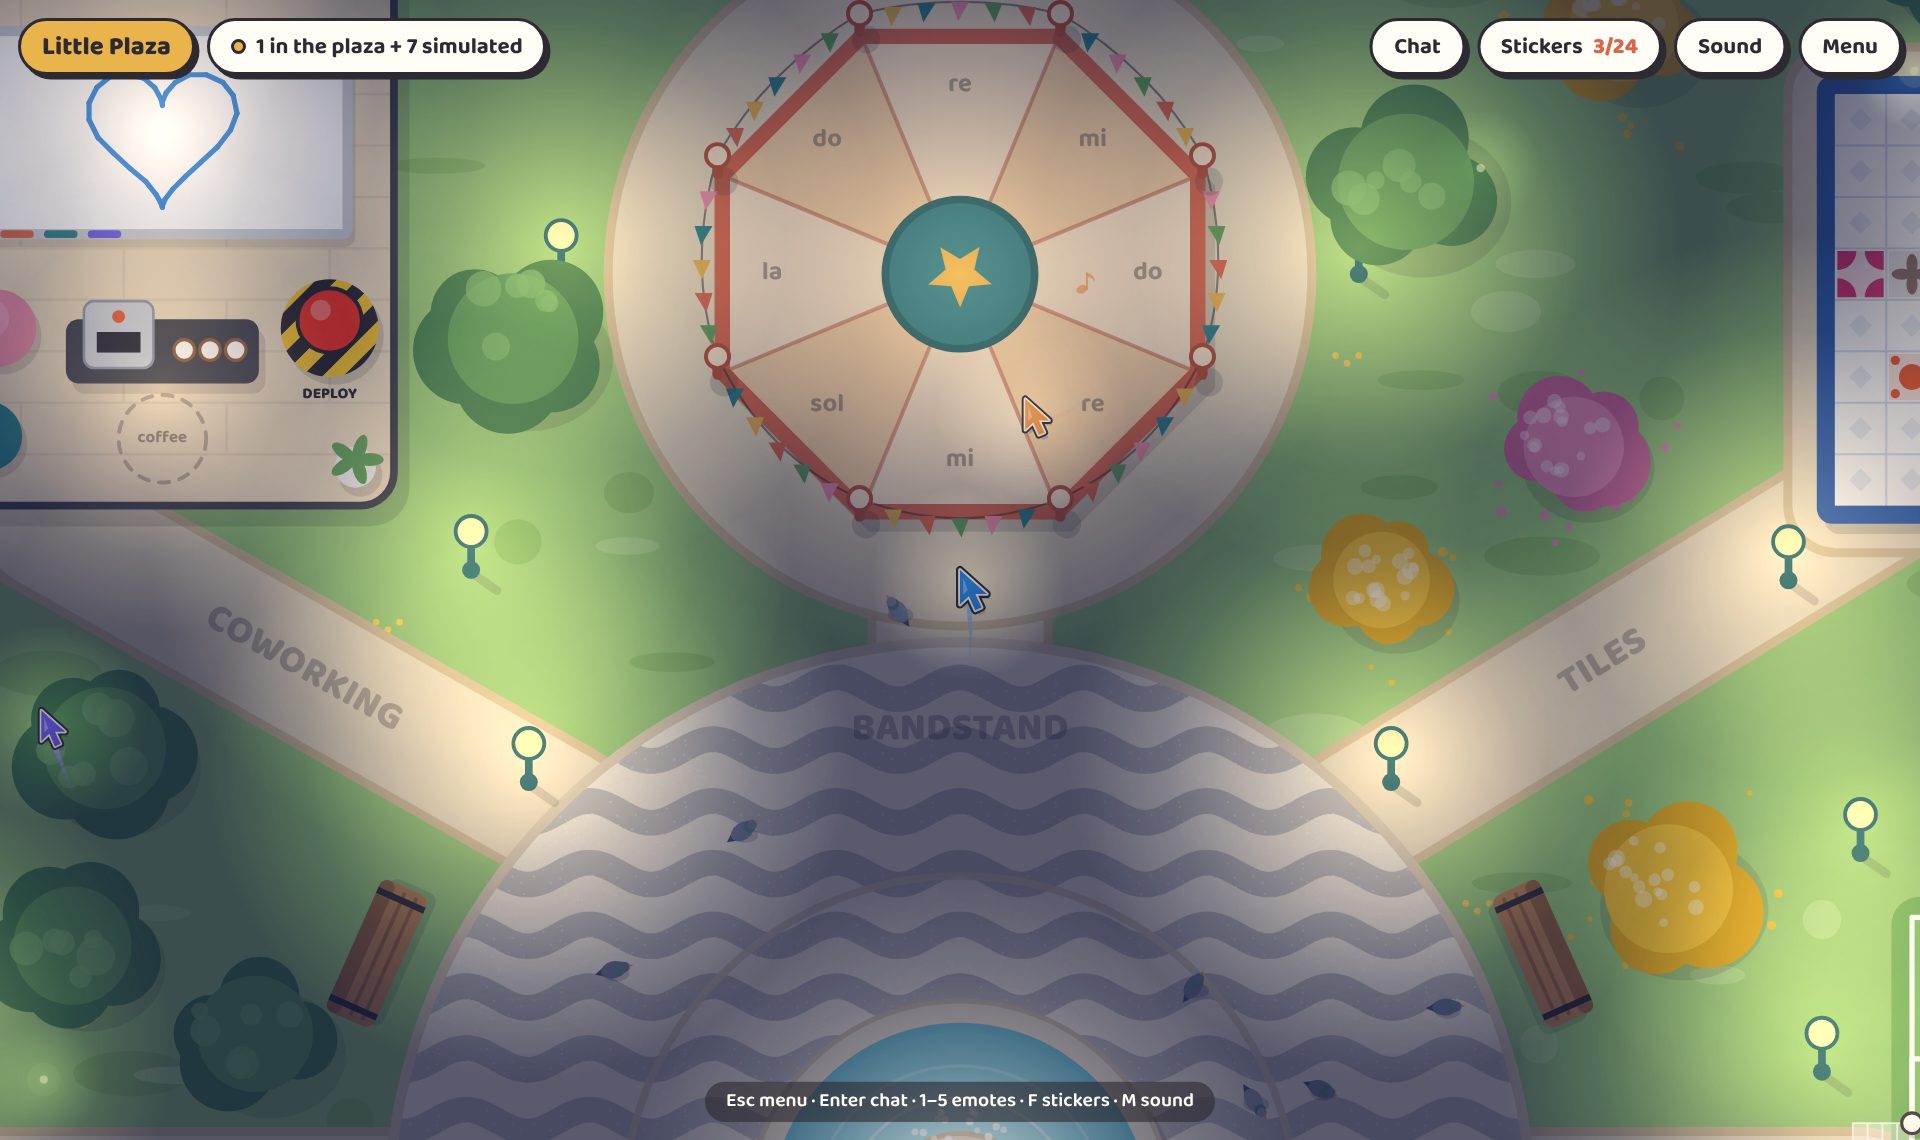 Little Plaza
1 in the plaza + 7 simulated
Chat
Stickers 3/24
Sound
Menu
re
do
mi
la
do
sol
re
mi
DEPLOY
coffee
COWORKING
TILES
BANDSTAND
Esc menu · Enter chat · 1–5 emotes · F stickers · M sound